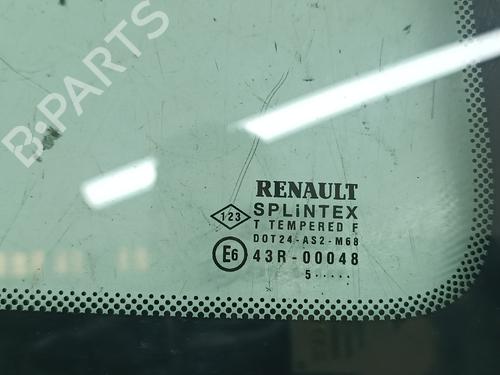 B-PARTS
RENAULT
123 SPLiNTEX
T TEMPERED F
DOT24-AS2-M68
E6 43R-00048
5.....